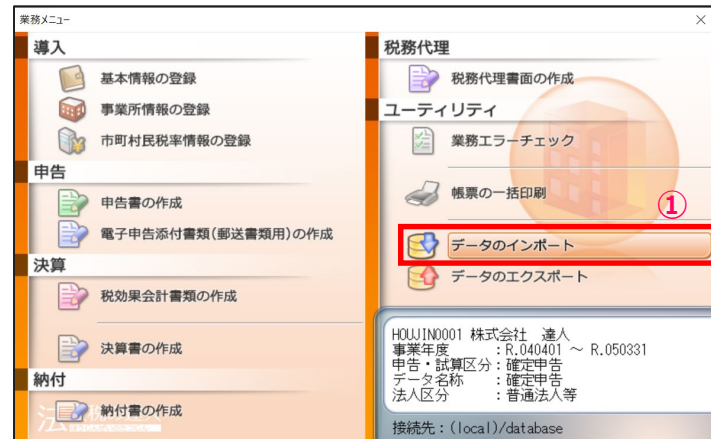 業務メニュー
導入
基本情報の登録
事業所情報の登録
市町村民税率情報の登録
申告
申告書の作成
電子申告添付書類(郵送書類用)の作成
決算
税効果会計書類の作成
決算書の作成
納付
納付書の作成
税務代理
税務代理書面の作成
ユーティリティ
業務エラーチェック
帳票の一括印刷
①
データのインポート
データのエクスポート
HOUJIN0001 株式会社 達人
事業年度 :R.040401 ～ R.050331
申告・試算区分:確定申告
データ名称 :確定申告
法人区分 :普通法人等
接続先:(local)/database